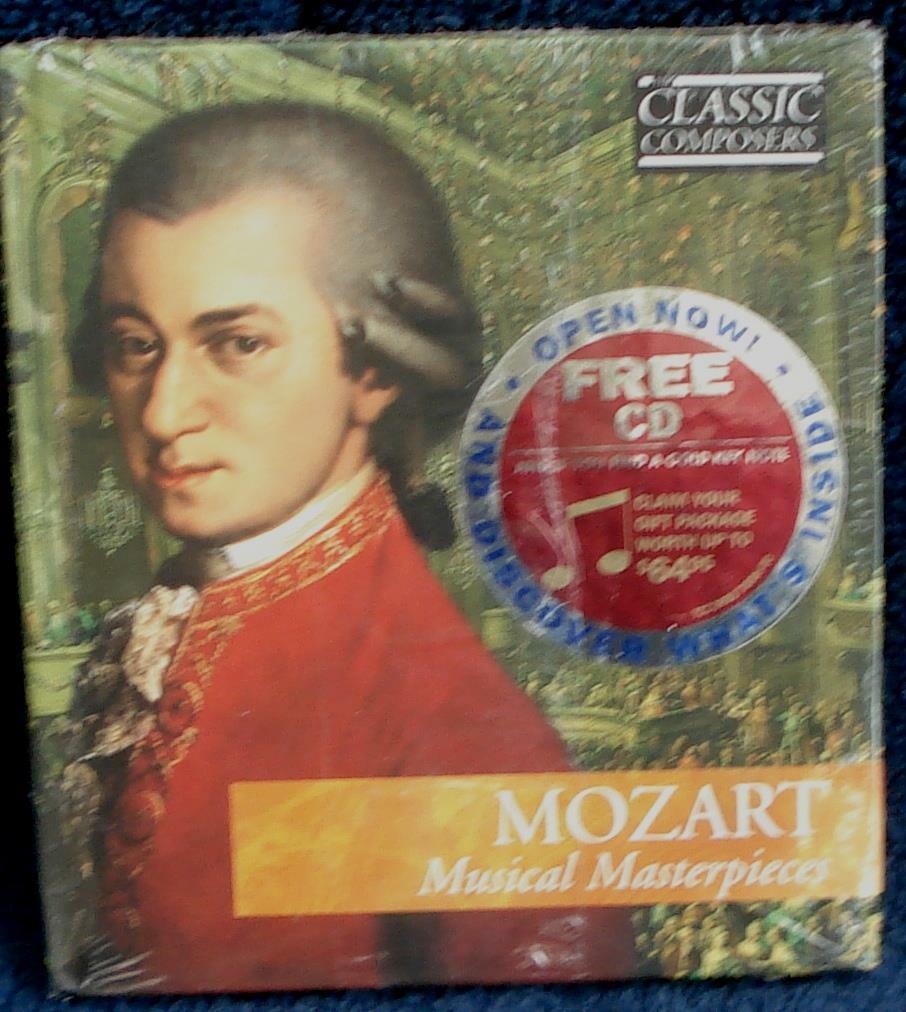 CLASSIC
COMPOSERS
• OPEN NOW! •
AND DISCOVER WHAT'S INSIDE
FREE
CD
CLAIM YOUR
GIFT PACKAGE
WORTH UP TO
MOZART
Musical Masterpieces